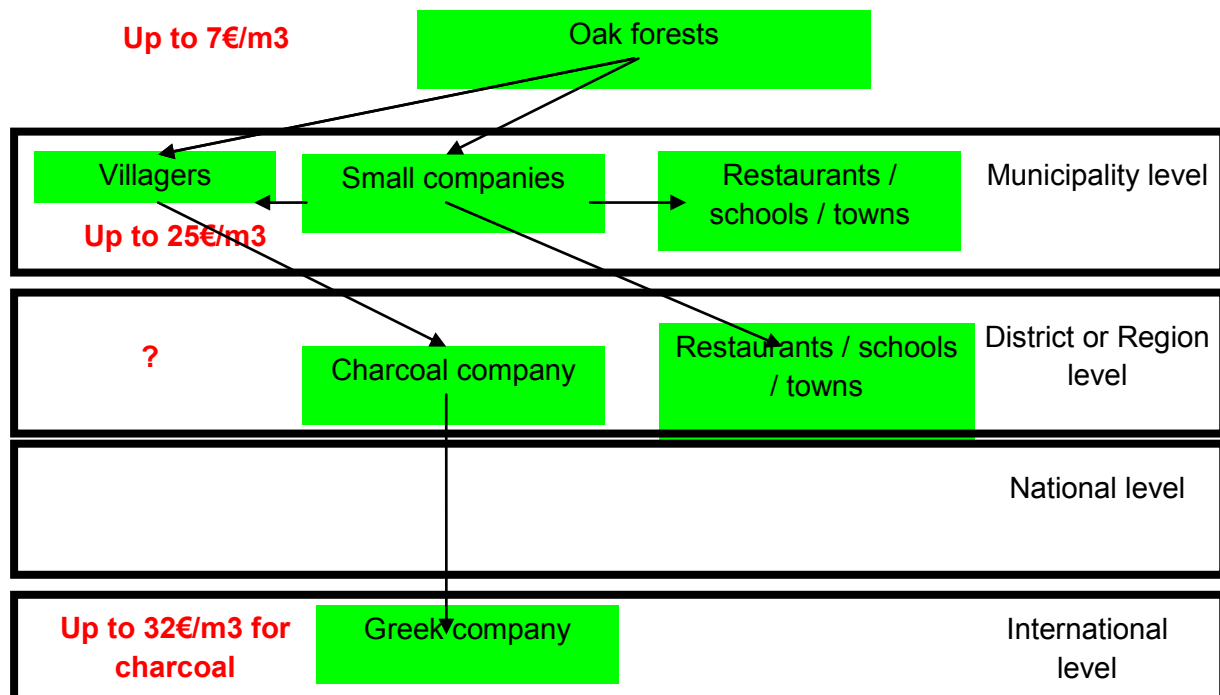 Up to 7€/m3
Oak forests
Villagers
Small companies
Restaurants /
schools / towns
Municipality level
Up to 25€/m3
?
Charcoal company
Restaurants / schools
/ towns
District or Region
level
National level
Up to 32€/m3 for
charcoal
Greek company
International
level